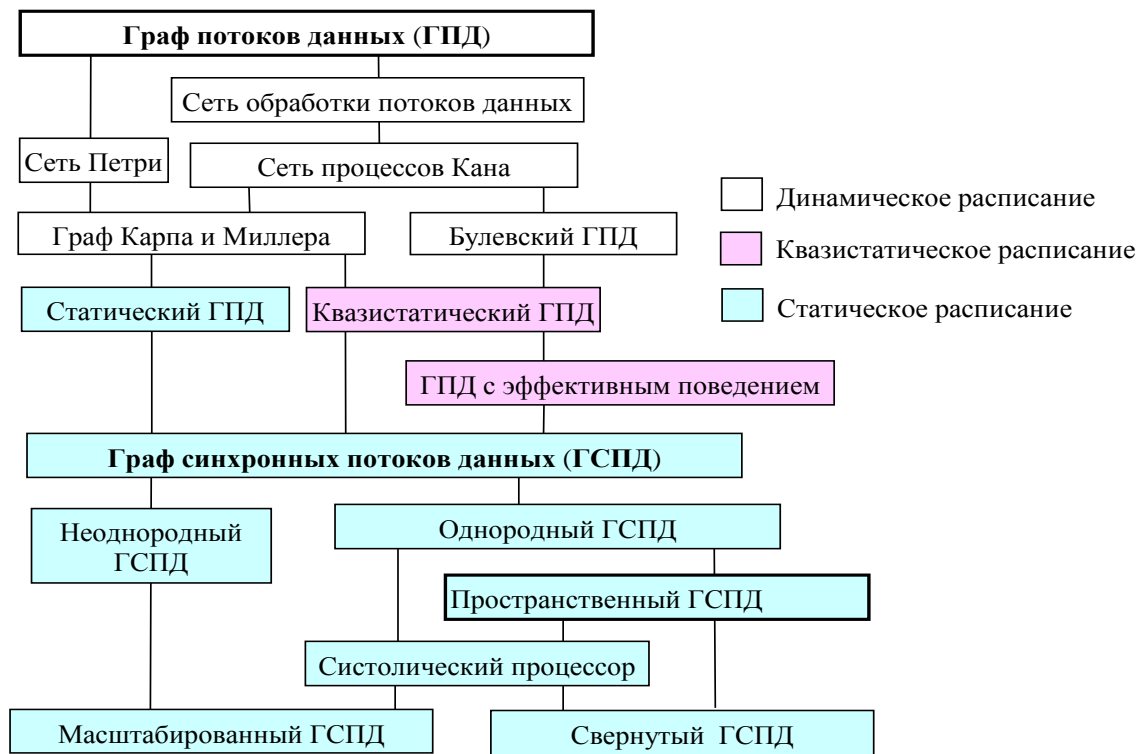 Граф потоков данных (ГПД)
Сеть обработки потоков данных
Сеть Петри
Сеть процессов Кана
Граф Карпа и Миллера
Булевский ГПД
Статический ГПД
Квазистатический ГПД
ГПД с эффективным поведением
Граф синхронных потоков данных (ГСПД)
Неоднородный
ГСПД
Однородный ГСПД
Пространственный ГСПД
Систолический процессор
Масштабированный ГСПД
Свернутый ГСПД
Динамическое расписание
Квазистатическое расписание
Статическое расписание